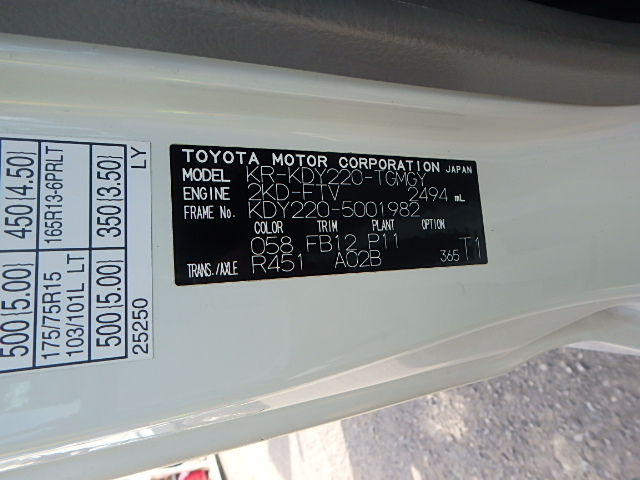 TOYOTA MOTOR CORPORATION JAPAN
MODEL KR-KDY220-TGMGY
ENGINE 2KD-FTV 2494 mL
FRAME No. KDY220-5001982
COLOR TRIM PLANT OPTION
058 FB12 P11
TRANS./AXLE R451 A02B 365 T1
450 (4.50)
165R13-6PRLT
350 (3.50)
LY
500 (5.00)
175/75R15
103/101L LT
500 (5.00)
25250